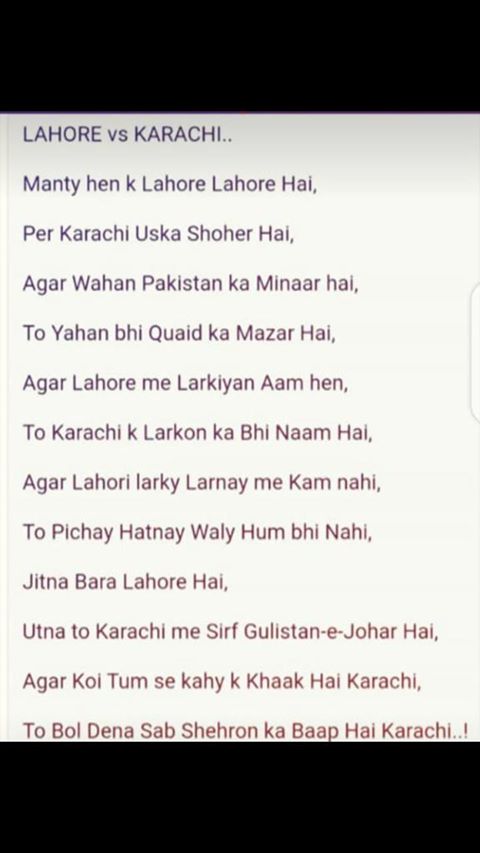 LAHORE vs KARACHI..
Manty hen k Lahore Lahore Hai,
Per Karachi Uska Shoher Hai,
Agar Wahan Pakistan ka Minaar hai,
To Yahan bhi Quaid ka Mazar Hai,
Agar Lahore me Larkiyan Aam hen,
To Karachi k Larkon ka Bhi Naam Hai,
Agar Lahori larky Larnay me Kam nahi,
To Pichay Hatnay Waly Hum bhi Nahi,
Jitna Bara Lahore Hai,
Utna to Karachi me Sirf Gulistan-e-Johar Hai,
Agar Koi Tum se kahy k Khaak Hai Karachi,
To Bol Dena Sab Shehron ka Baap Hai Karachi..!